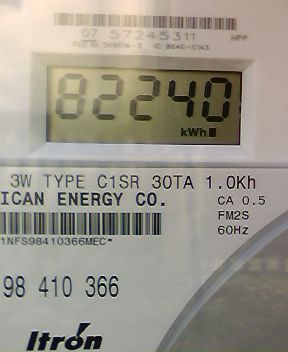 07 57245311
HPP
82240
kWh
3W TYPE C1SR 30TA 1.0Kh
ICAN ENERGY CO.
CA 0.5
FM2S
60Hz
1NFS98410366MEC*
98 410 366
Itron